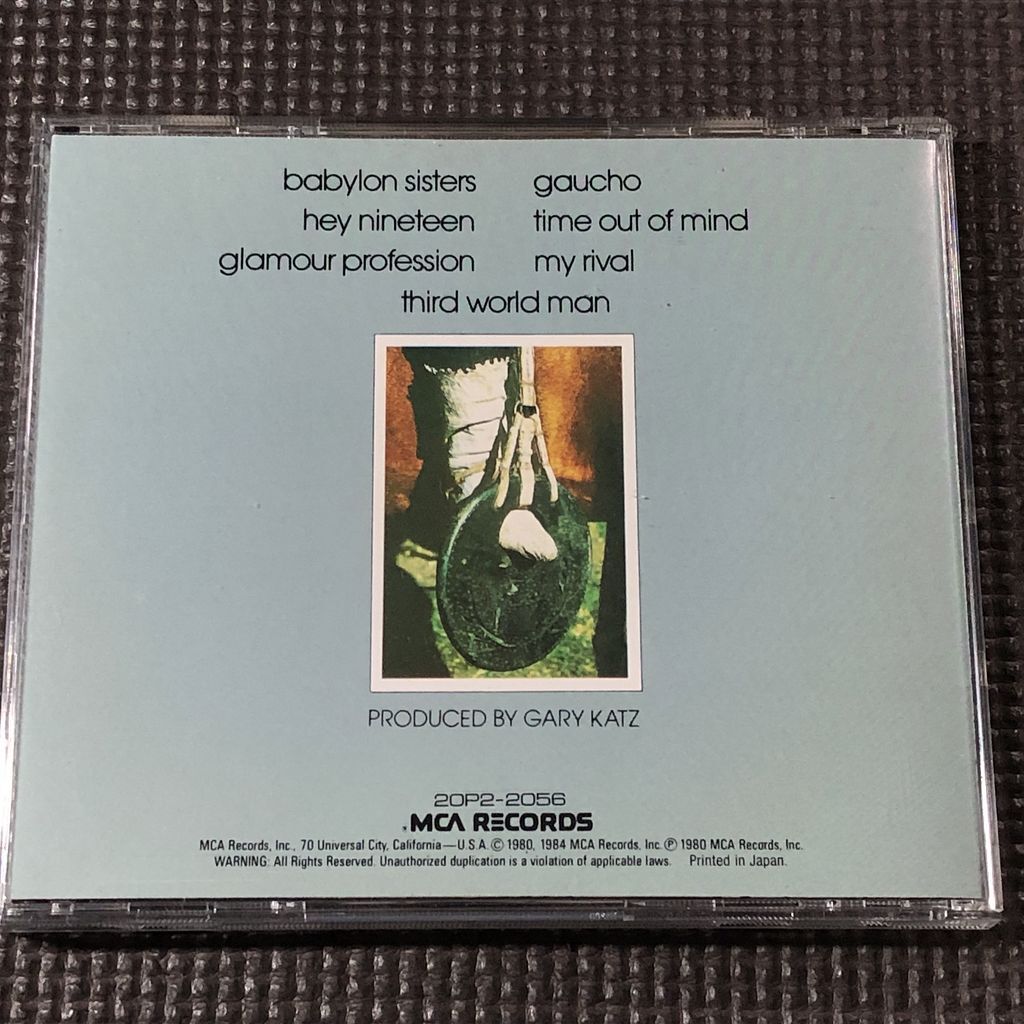 babylon sisters gaucho
hey nineteen time out of mind
glamour profession my rival
third world man
PRODUCED BY GARY KATZ
20P2-2056
MCA RECORDS
MCA Records, Inc., 70 Universal City, California—U.S.A. © 1980, 1984 MCA Records, Inc. ℗ 1980 MCA Records, Inc.
WARNING: All Rights Reserved. Unauthorized duplication is a violation of applicable laws. Printed in Japan.